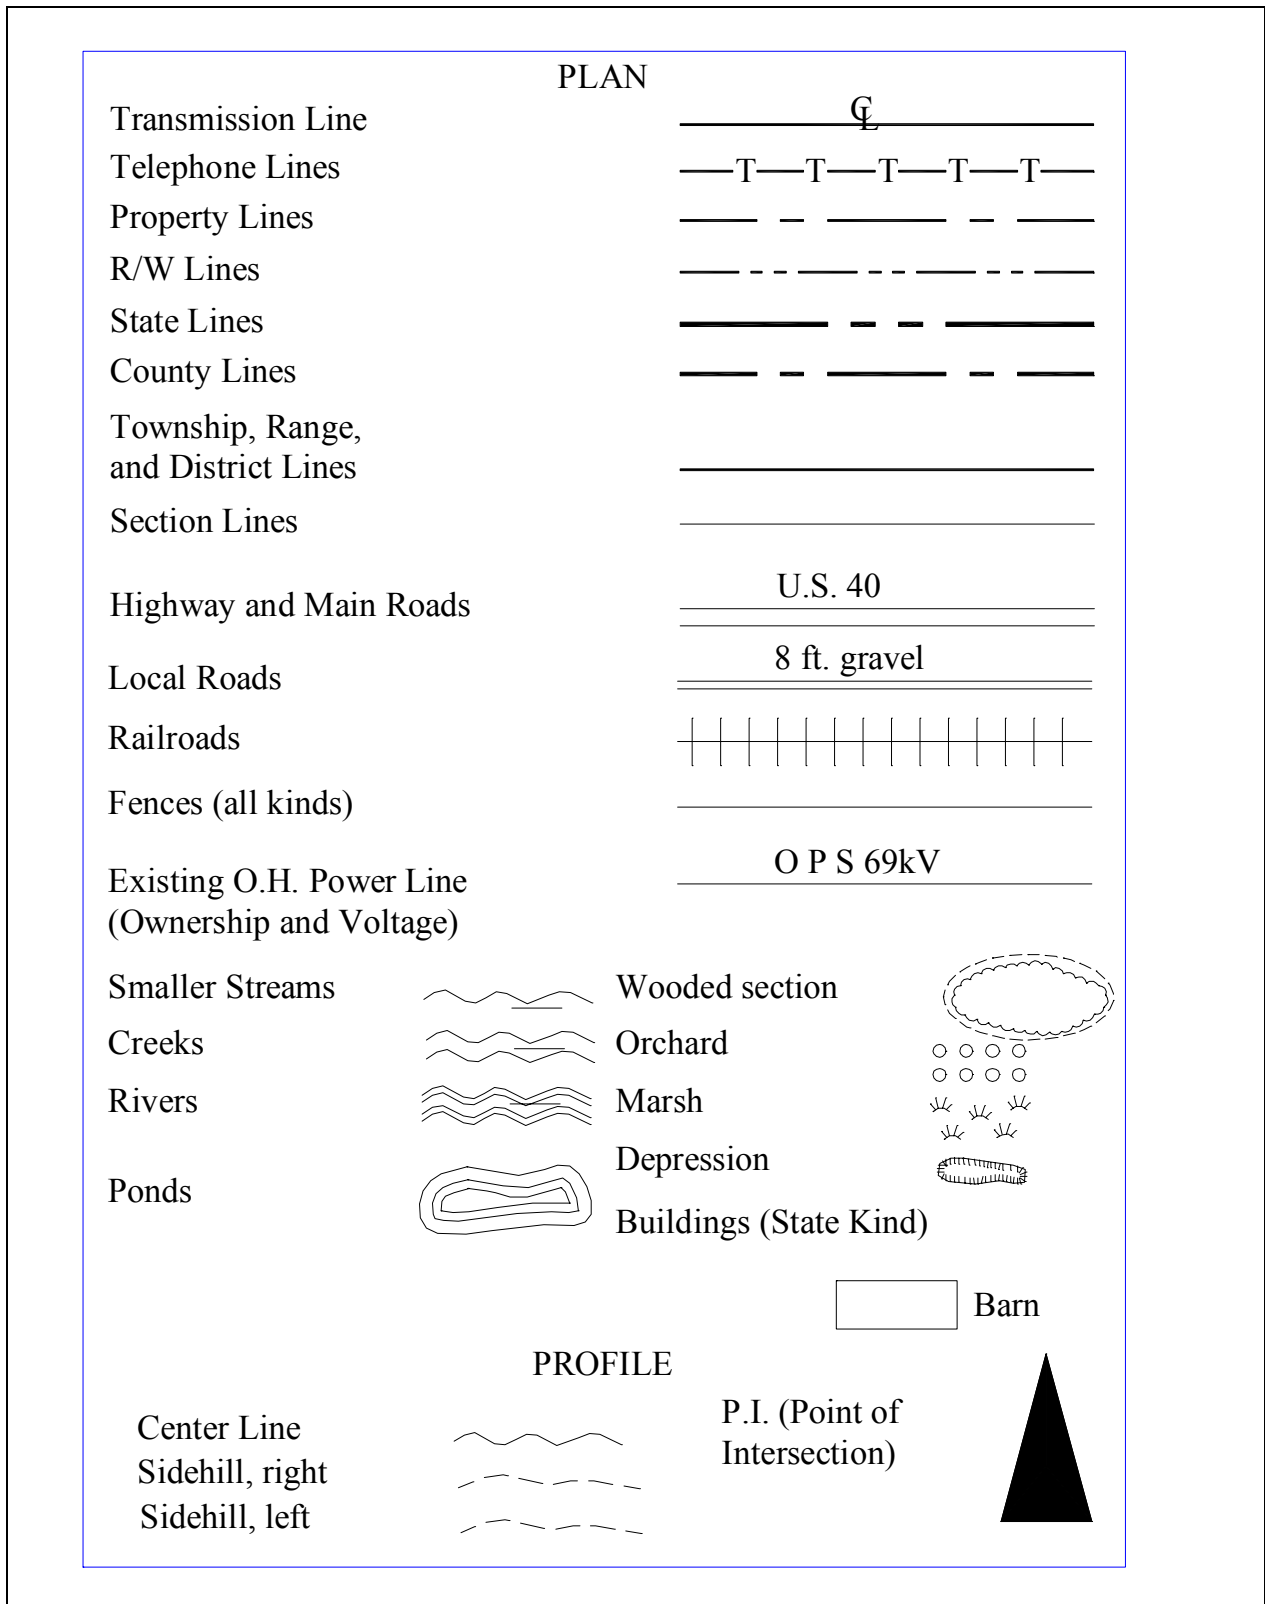 PLAN
Transmission Line
℄
Telephone Lines
T T T T T
Property Lines
R/W Lines
State Lines
County Lines
Township, Range,
and District Lines
Section Lines
U.S. 40
Highway and Main Roads
8 ft. gravel
Local Roads
Railroads
Fences (all kinds)
O P S 69kV
Existing O.H. Power Line
(Ownership and Voltage)
Smaller Streams
Creeks
Rivers
Ponds
Wooded section
Orchard
Marsh
Depression
Buildings (State Kind)
Barn
PROFILE
Center Line
Sidehill, right
Sidehill, left
P.I. (Point of
Intersection)